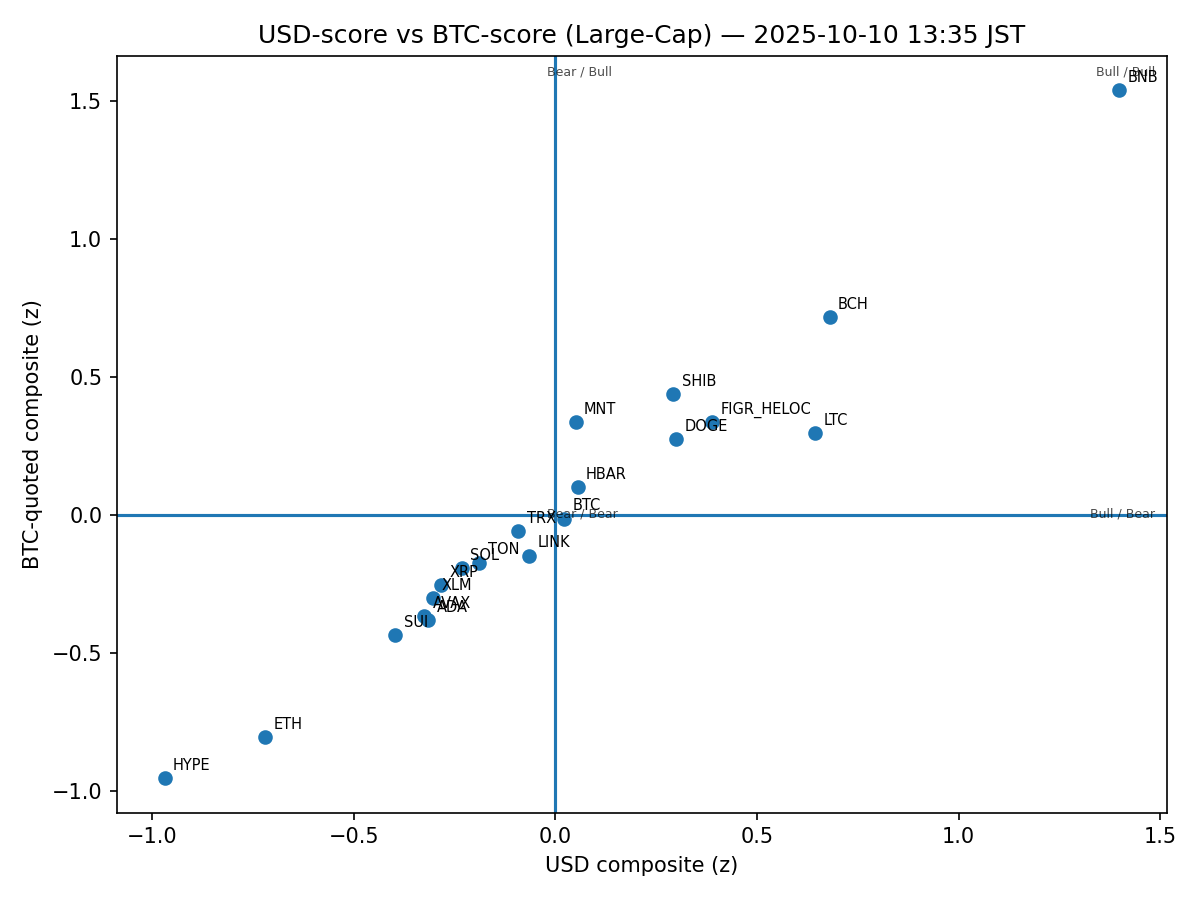 USD-score vs BTC-score (Large-Cap) — 2025-10-10 13:35 JST
Bear / Bull
Bull / Bull
BNB
1.5
1.0
BCH
0.5
SHIB
MNT
FIGR_HELOC
LTC
DOGE
HBAR
BTC
0.0
TRX
Bear / Bear
Bull / Bear
LINK
TON
SOL
XRP
XLM
AVAX
ADA
SUI
−0.5
ETH
HYPE
−1.0
BTC-quoted composite (z)
−1.0
−0.5
0.0
0.5
1.0
1.5
USD composite (z)